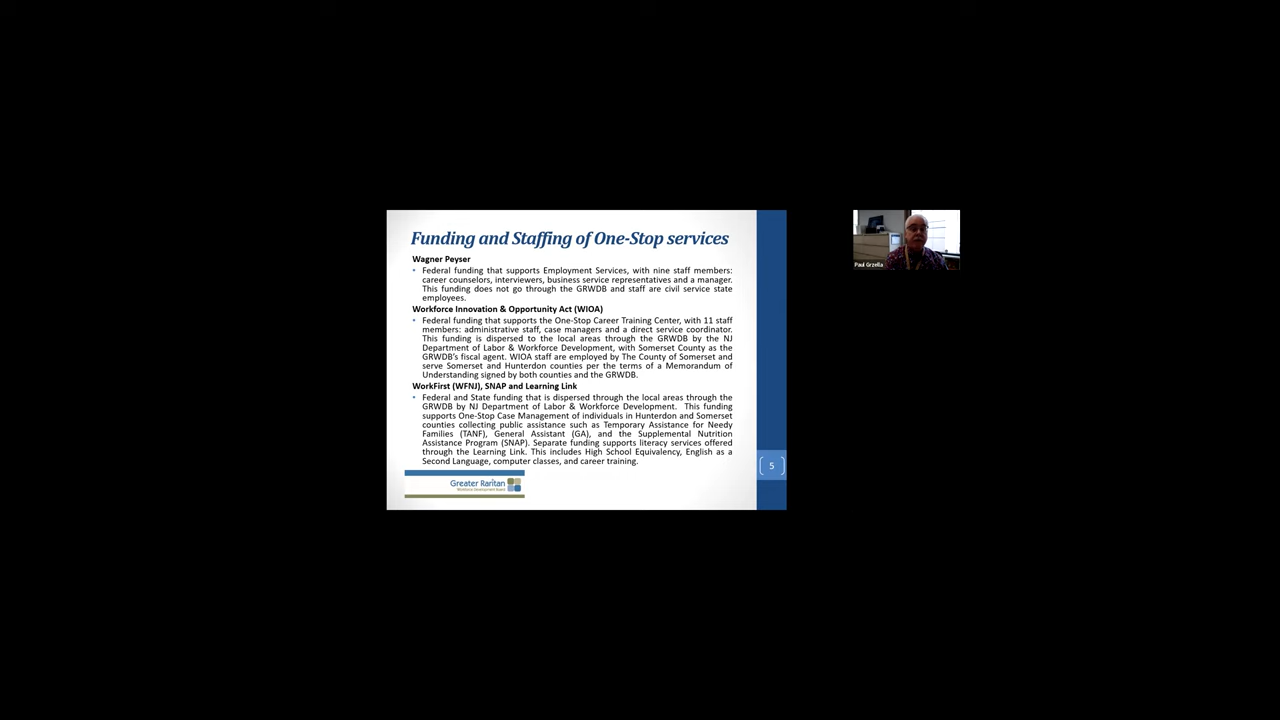 Funding and Staffing of One-Stop services
Wagner Peyser
• Federal funding that supports Employment Services, with nine staff members:
career counselors, interviewers, business service representatives and a manager.
This funding does not go through the GRWDB and staff are civil service state
employees.
Workforce Innovation & Opportunity Act (WIOA)
• Federal funding that supports the One-Stop Career Training Center, with 11 staff
members: administrative staff, case managers and a direct service coordinator.
This funding is dispersed to the local areas through the GRWDB by the NJ
Department of Labor & Workforce Development, with Somerset County as the
GRWDB's fiscal agent. WIOA staff are employed by The County of Somerset and
serve Somerset and Hunterdon counties per the terms of a Memorandum of
Understanding signed by both counties and the GRWDB.
WorkFirst (WFNJ), SNAP and Learning Link
• Federal and State funding that is dispersed through the local areas through the
GRWDB by NJ Department of Labor & Workforce Development. This funding
supports One-Stop Case Management of individuals in Hunterdon and Somerset
counties collecting public assistance such as Temporary Assistance for Needy
Families (TANF), General Assistant (GA), and the Supplemental Nutrition
Assistance Program (SNAP). Separate funding supports literacy services offered
through the Learning Link. This includes High School Equivalency, English as a
Second Language, computer classes, and career training.
5
Greater Raritan
Workforce Development Board
Paul Grzella